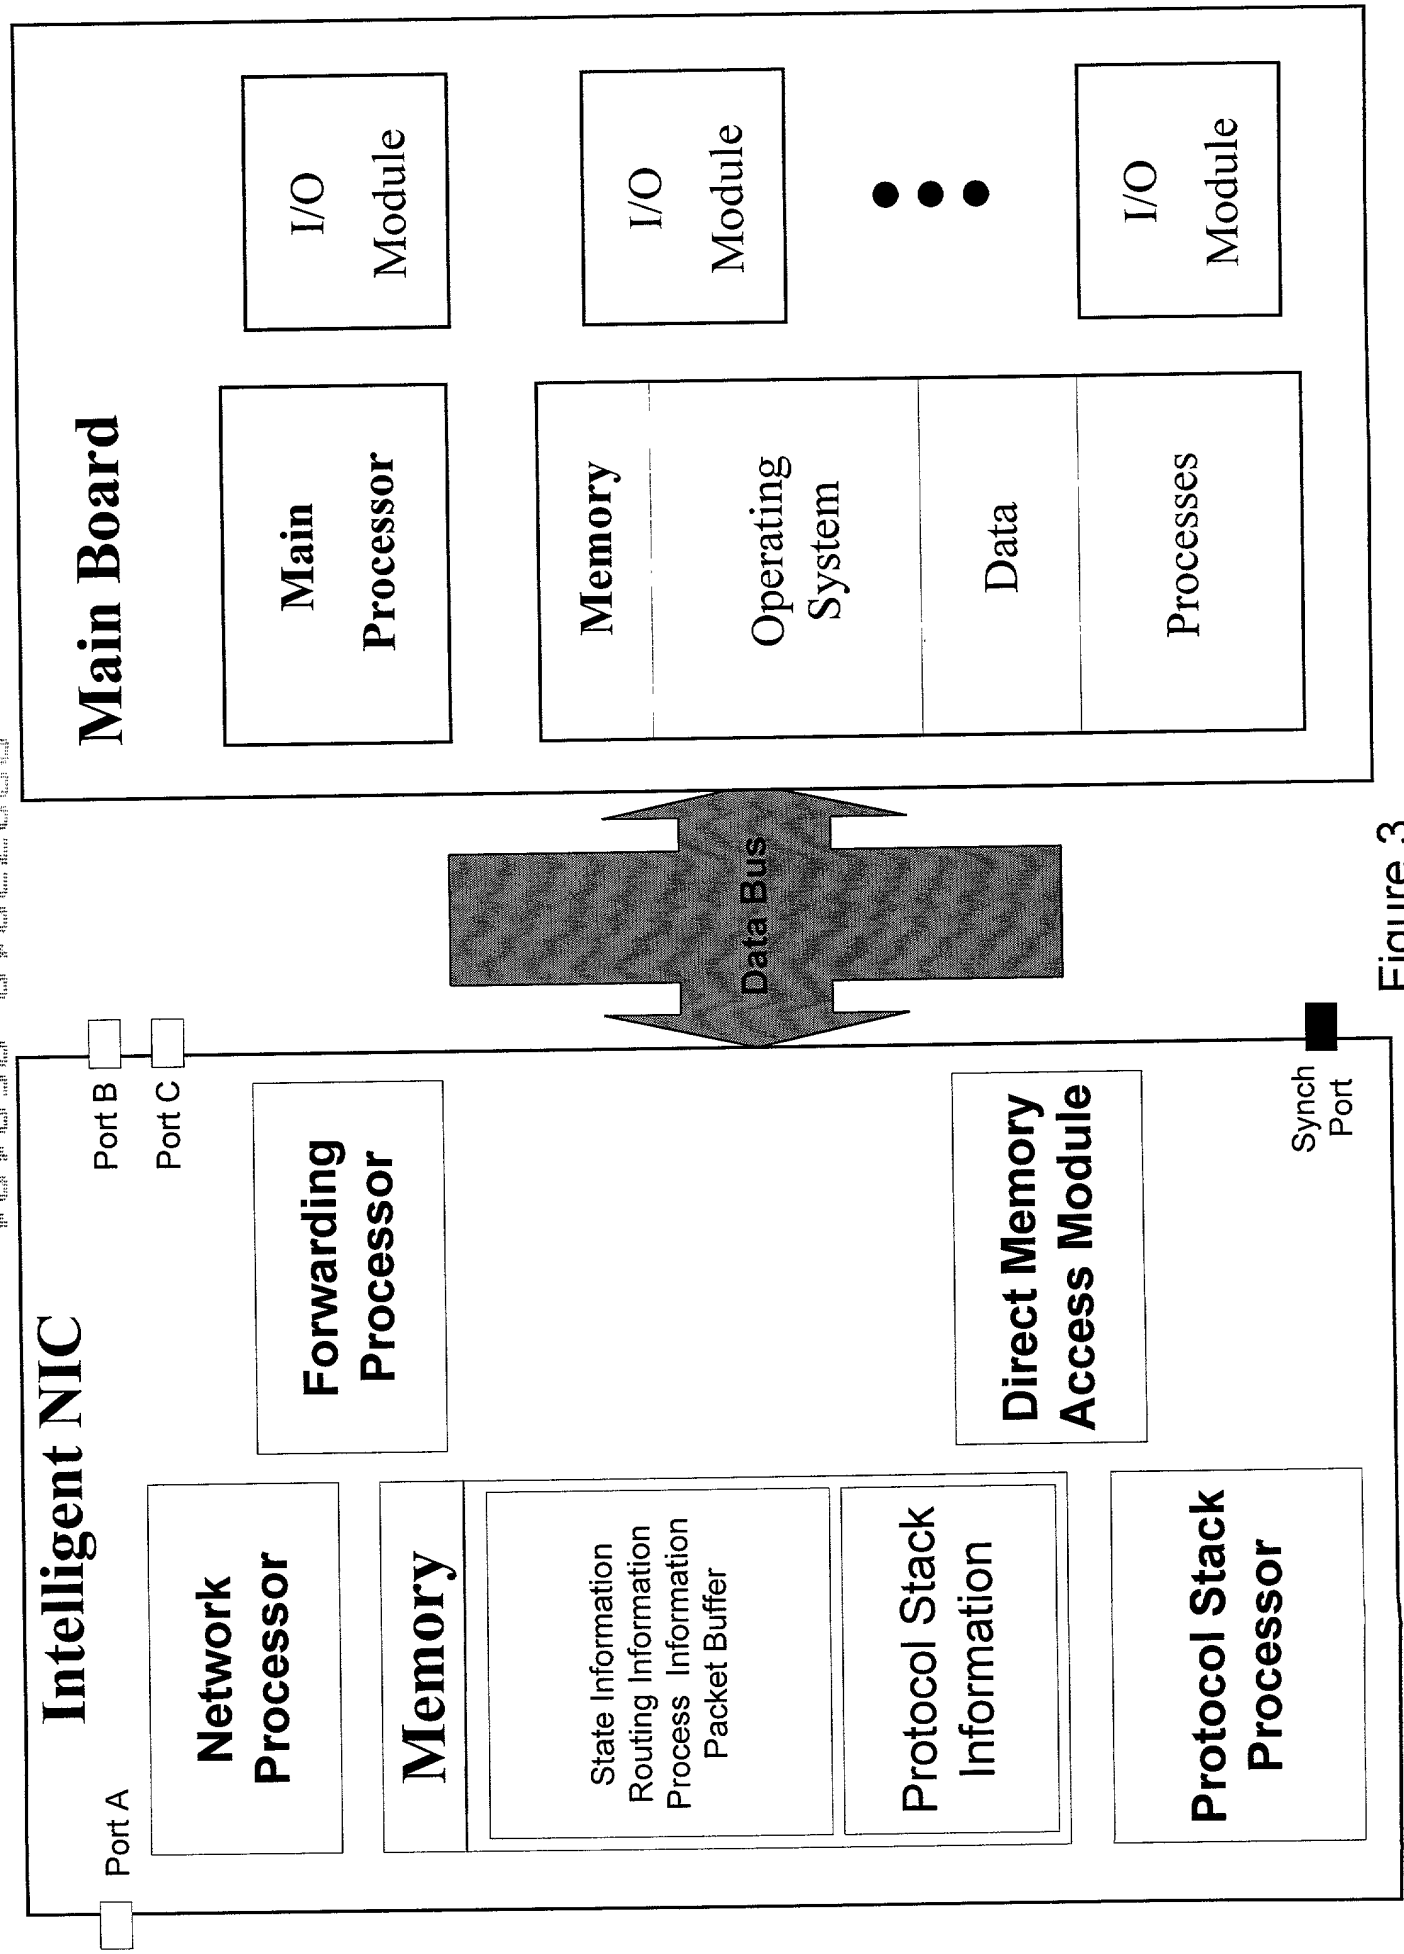 Intelligent NIC
Port A
Port B
Port C
Network
Processor
Forwarding
Processor
Memory
State Information
Routing Information
Process Information
Packet Buffer
Protocol Stack
Information
Direct Memory
Access Module
Protocol Stack
Processor
Synch
Port
Data Bus
Main Board
Main
Processor
I/O
Module
Memory
Operating
System
Data
Processes
I/O
Module
I/O
Module
Figure 3